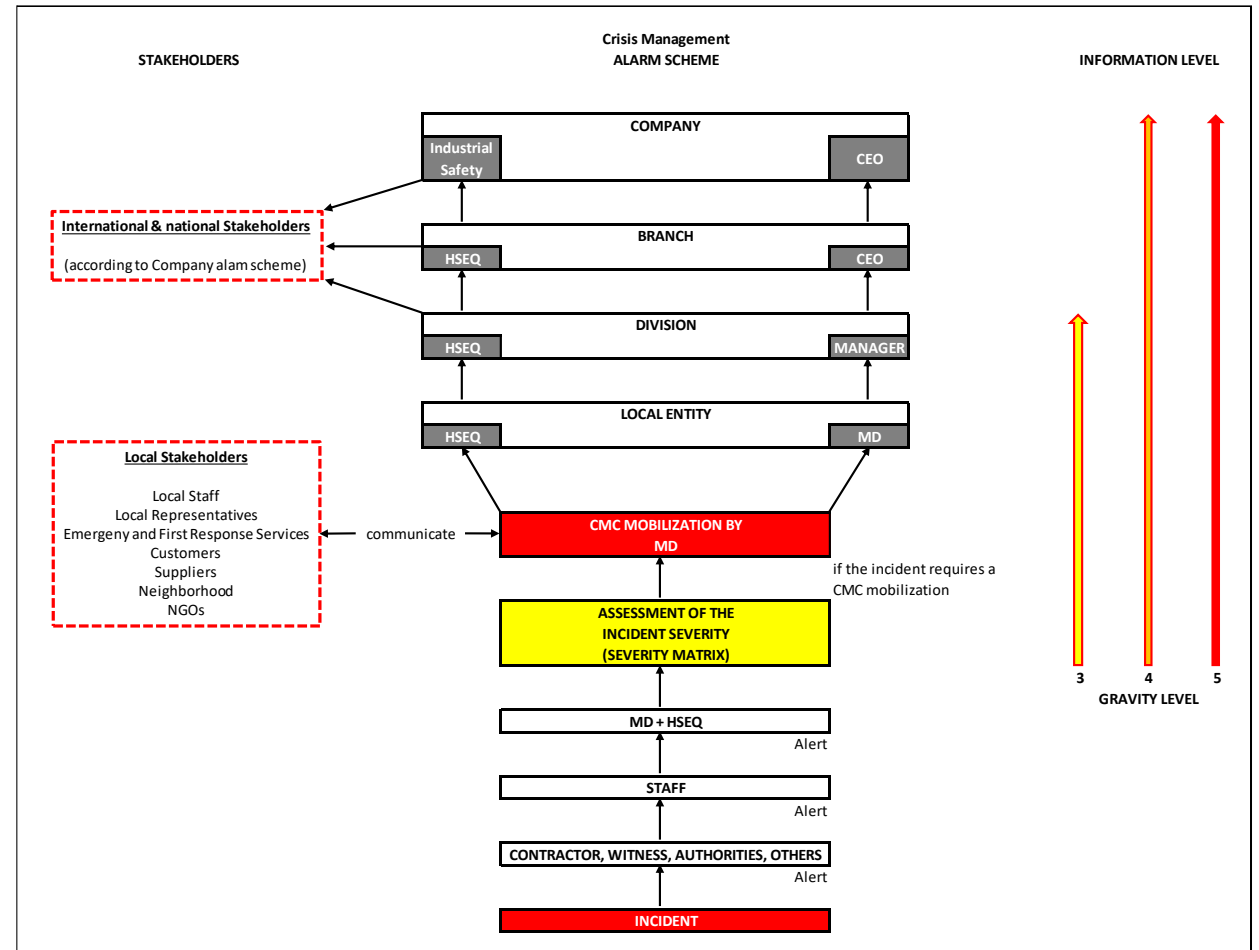 Crisis Management
STAKEHOLDERS
ALARM SCHEME
INFORMATION LEVEL
COMPANY
Industrial
Safety
CEO
International & national Stakeholders
(according to Company alam scheme)
BRANCH
HSEQ
CEO
DIVISION
HSEQ
MANAGER
LOCAL ENTITY
HSEQ
MD
Local Stakeholders
Local Staff
Local Representatives
Emergeny and First Response Services
Customers
Suppliers
Neighborhood
NGOs
communicate
CMC MOBILIZATION BY
MD
if the incident requires a
CMC mobilization
ASSESSMENT OF THE
INCIDENT SEVERITY
(SEVERITY MATRIX)
3
4
5
GRAVITY LEVEL
MD + HSEQ
Alert
STAFF
Alert
CONTRACTOR, WITNESS, AUTHORITIES, OTHERS
Alert
INCIDENT